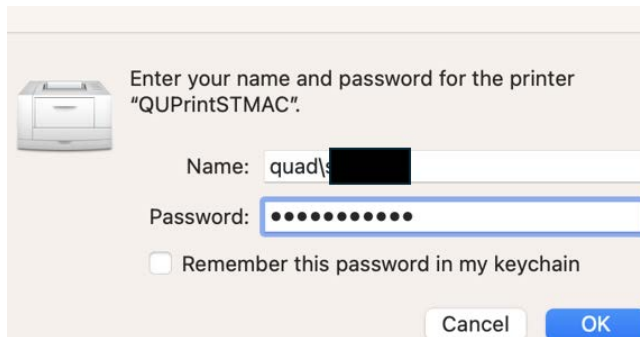 Enter your name and password for the printer
“QUPrintSTMAC”.
Name: quad\
Password: •••••••••••
Remember this password in my keychain
Cancel OK